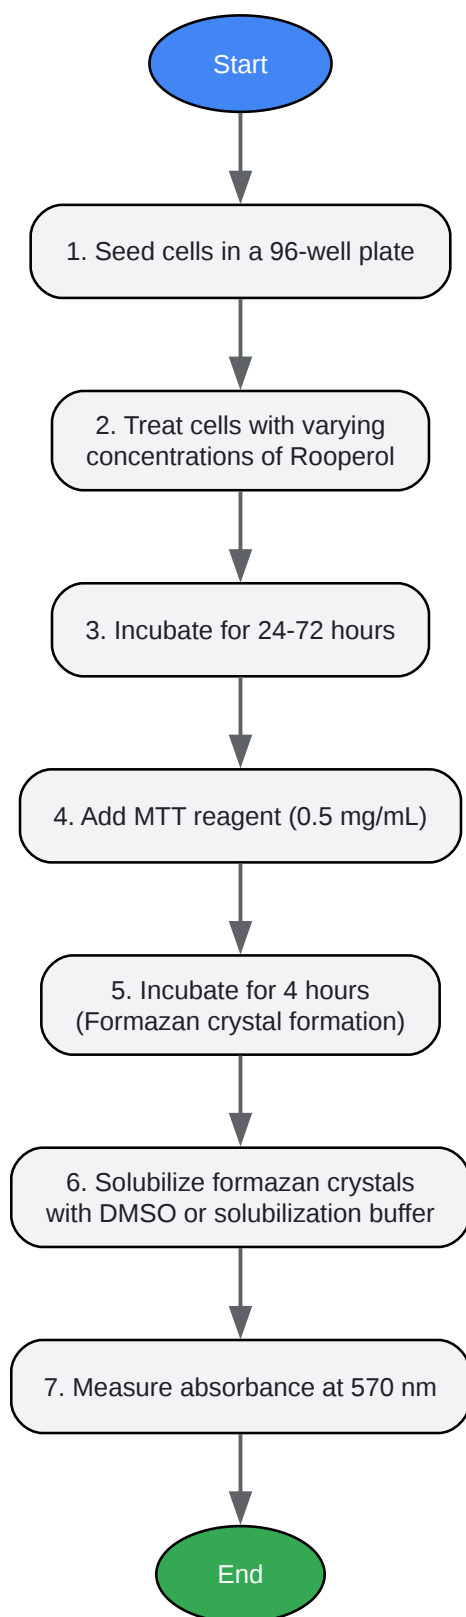 Start
1. Seed cells in a 96-well plate
2. Treat cells with varying
concentrations of Rooperol
3. Incubate for 24-72 hours
4. Add MTT reagent (0.5 mg/mL)
5. Incubate for 4 hours
(Formazan crystal formation)
6. Solubilize formazan crystals
with DMSO or solubilization buffer
7. Measure absorbance at 570 nm
End